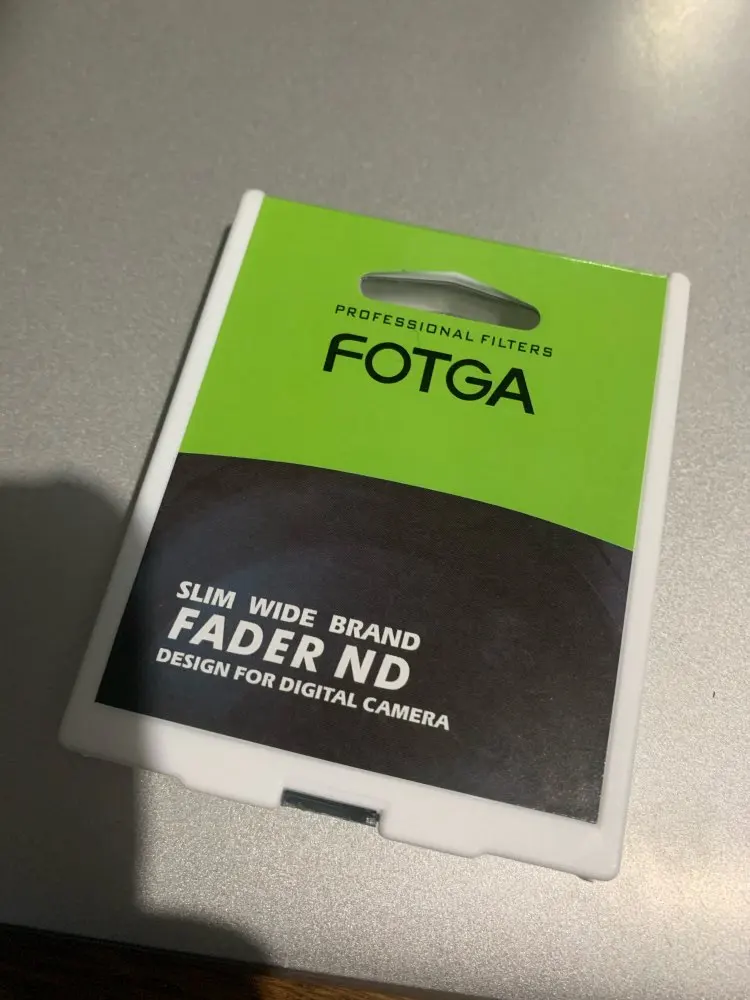 PROFESSIONAL FILTERS
FOTGA
SLIM WIDE BRAND
FADER ND
DESIGN FOR DIGITAL CAMERA